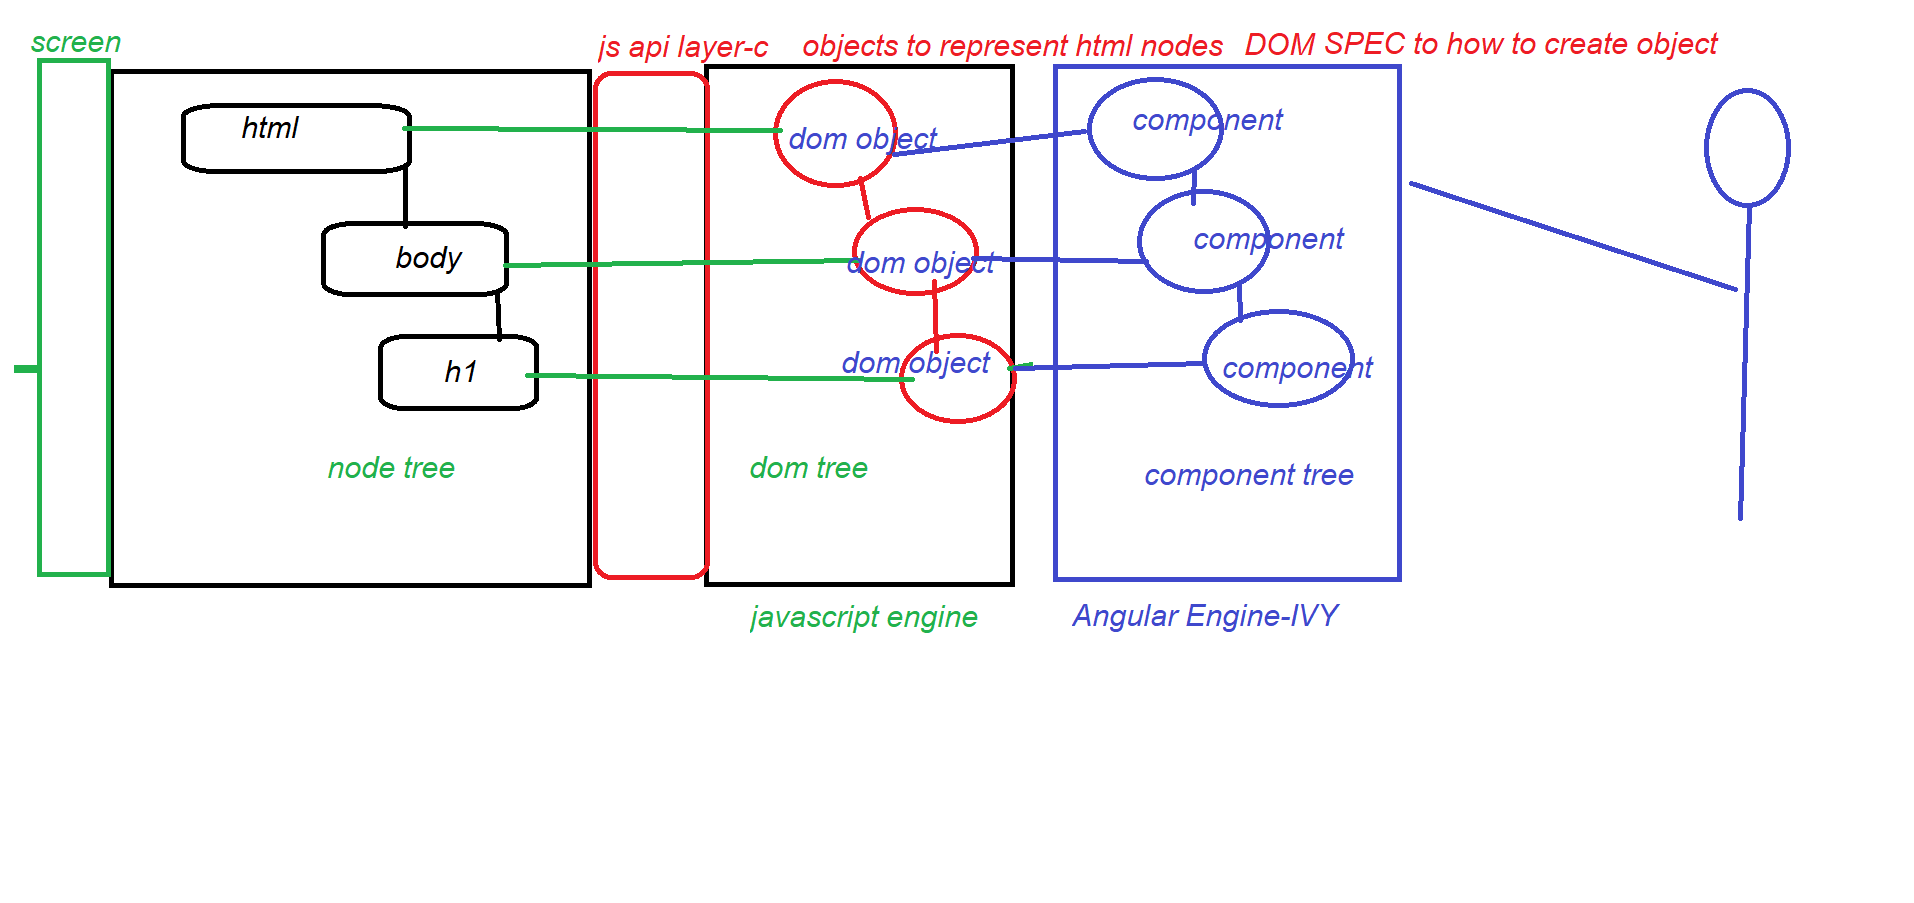 screen
js api layer-c
objects to represent html nodes
DOM SPEC to how to create object
html
dom object
component
body
dom object
component
h1
dom object
component
node tree
dom tree
component tree
javascript engine
Angular Engine-IVY